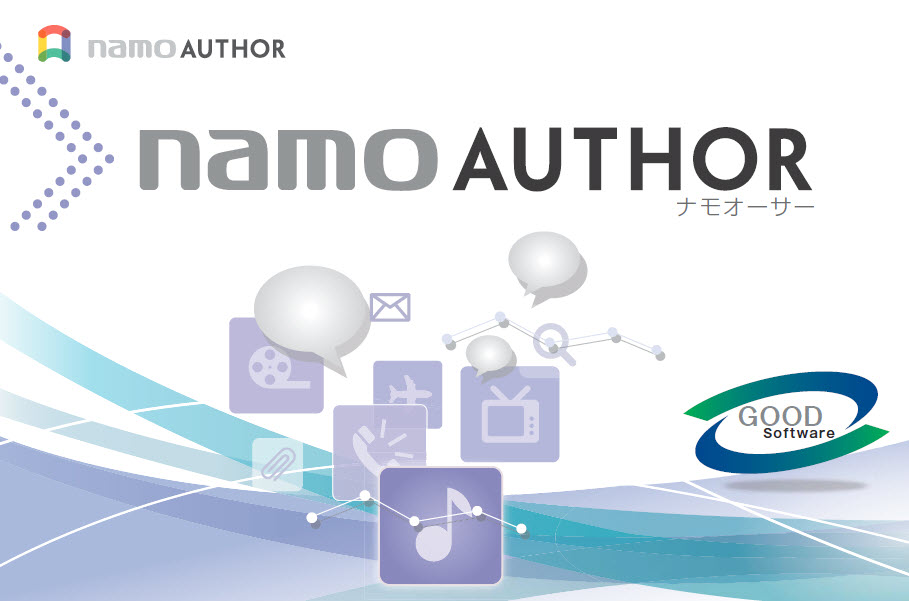 namo AUTHOR
namo AUTHOR
ナモオーサー
GOOD
Software